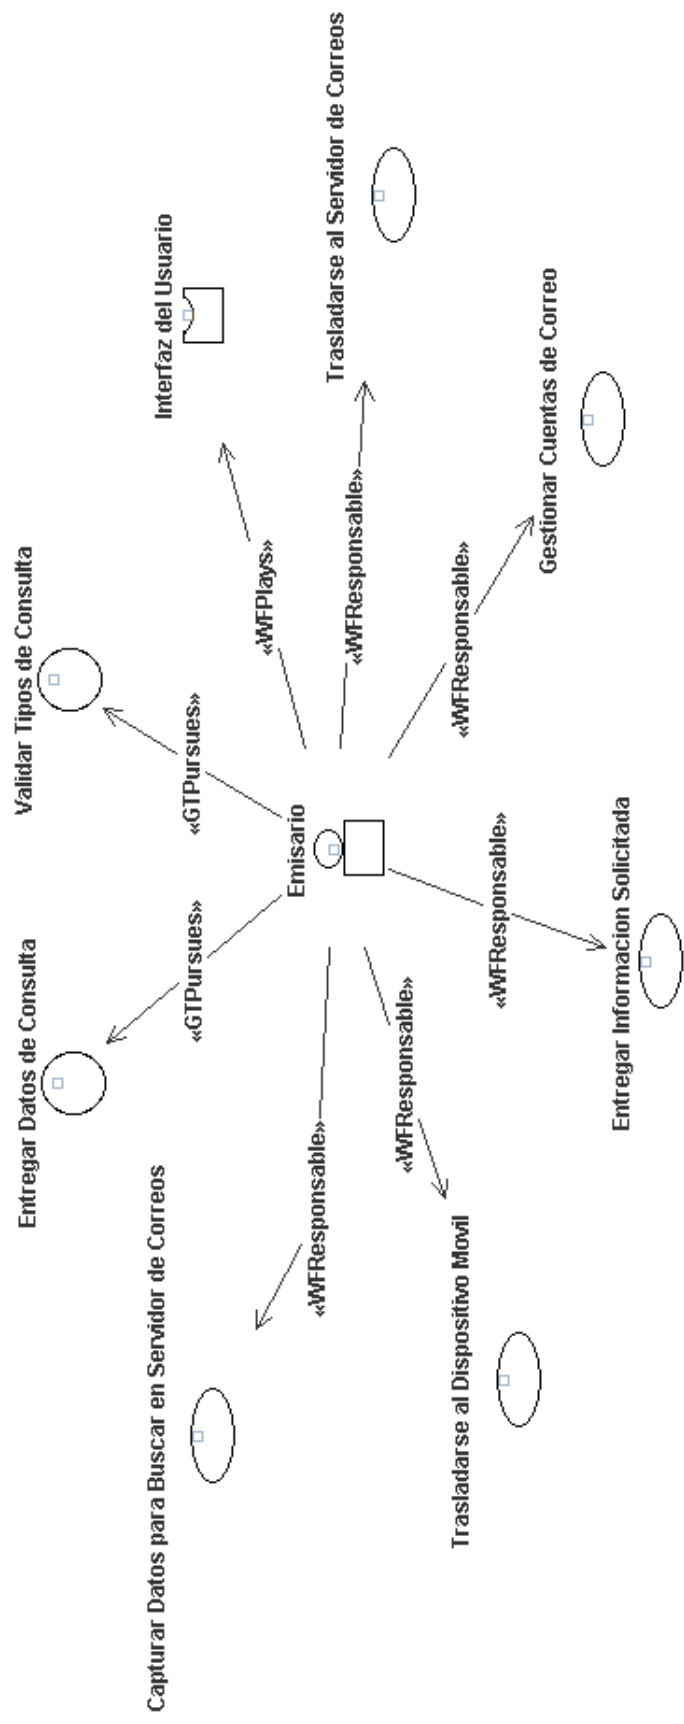 Entregar Datos de Consulta
Validar Tipos de Consulta
«GTPursues»
«GTPursues»
Interfaz del Usuario
«WFPlays»
Capturar Datos para Buscar en Servidor de Correos
«WFResponsable»
Emisario
«WFResponsable»
Trasladarse al Servidor de Correos
«WFResponsable»
Trasladarse al Dispositivo Movil
«WFResponsable»
«WFResponsable»
Gestionar Cuentas de Correo
Entregar Informacion Solicitada